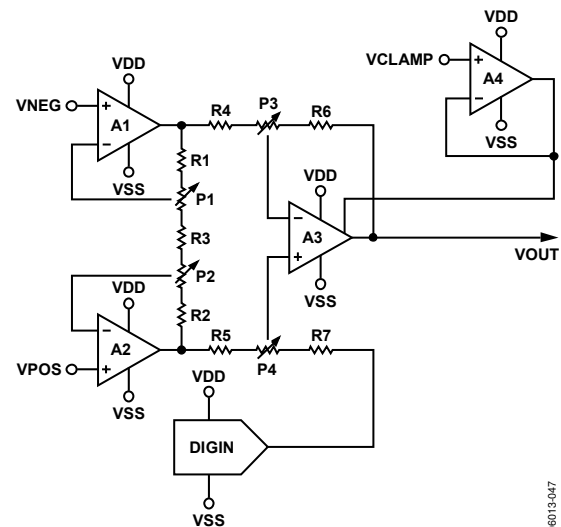 VDD
VCLAMP
+
A4
−
VSS
VDD
VNEG
+
A1
−
VSS
R4
P3
R6
R1
P1
R3
P2
R2
VDD
−
A3
+
VSS
VOUT
VDD
−
A2
+
VPOS
VSS
R5
P4
R7
VDD
DIGIN
VSS
06013-047